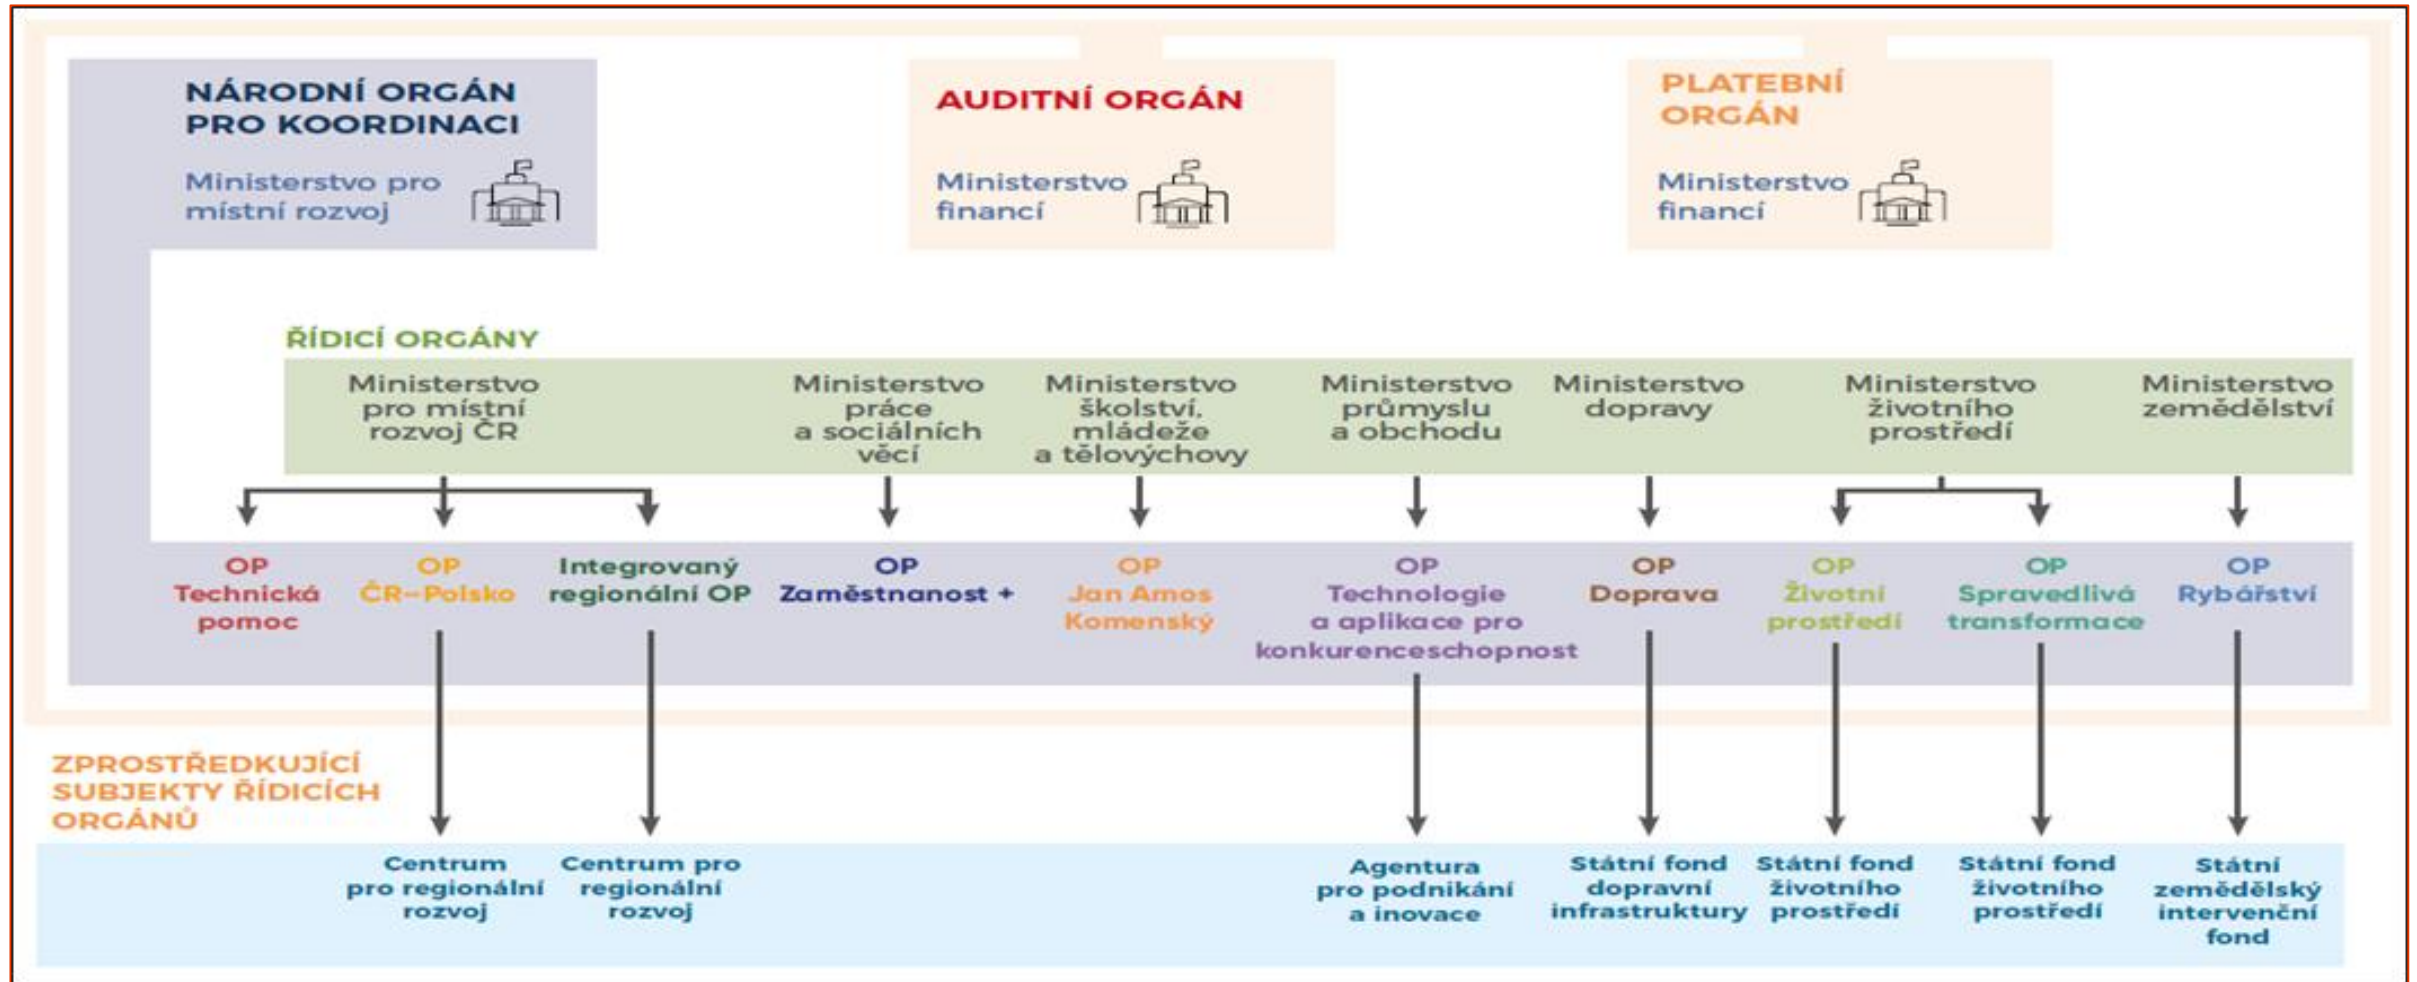 NÁRODNÍ ORGÁN
PRO KOORDINACI
Ministerstvo pro
místní rozvoj
AUDITNÍ ORGÁN
Ministerstvo
financí
PLATEBNÍ
ORGÁN
Ministerstvo
financí
ŘÍDICÍ ORGÁNY
Ministerstvo
pro místní
rozvoj ČR
Ministerstvo
práce
a sociálních
věcí
Ministerstvo
školství,
mládeže
a tělovýchovy
Ministerstvo
průmyslu
a obchodu
Ministerstvo
dopravy
Ministerstvo
životního
prostředí
Ministerstvo
zemědělství
OP
Technická
pomoc
OP
ČR–Polsko
Integrovaný
regionální OP
OP
Zaměstnanost +
OP
Jan Amos
Komenský
OP
Technologie
a aplikace pro
konkurenceschopnost
OP
Doprava
OP
Životní
prostředí
OP
Spravedlivá
transformace
OP
Rybářství
ZPROSTŘEDKUJÍCÍ
SUBJEKTY ŘÍDICÍCH
ORGÁNŮ
Centrum
pro regionální
rozvoj
Centrum pro
regionální
rozvoj
Agentura
pro podnikání
a inovace
Státní fond
dopravní
infrastruktury
Státní fond
životního
prostředí
Státní fond
životního
prostředí
Státní
zemědělský
intervenční
fond